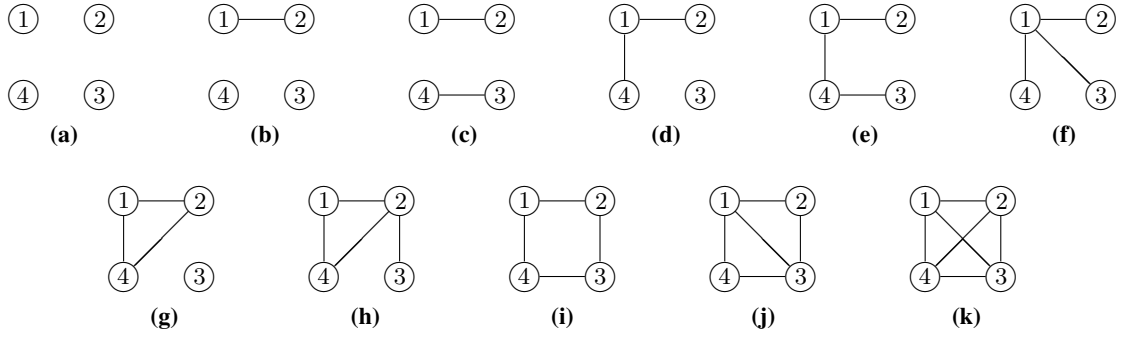 1 2 1 2 1 2 1 2 1 2 1 2
4 3 4 3 4 3 4 3 4 3 4 3
(a) (b) (c) (d) (e) (f)
1 2 1 2 1 2 1 2 1 2
4 3 4 3 4 3 4 3 4 3
(g) (h) (i) (j) (k)